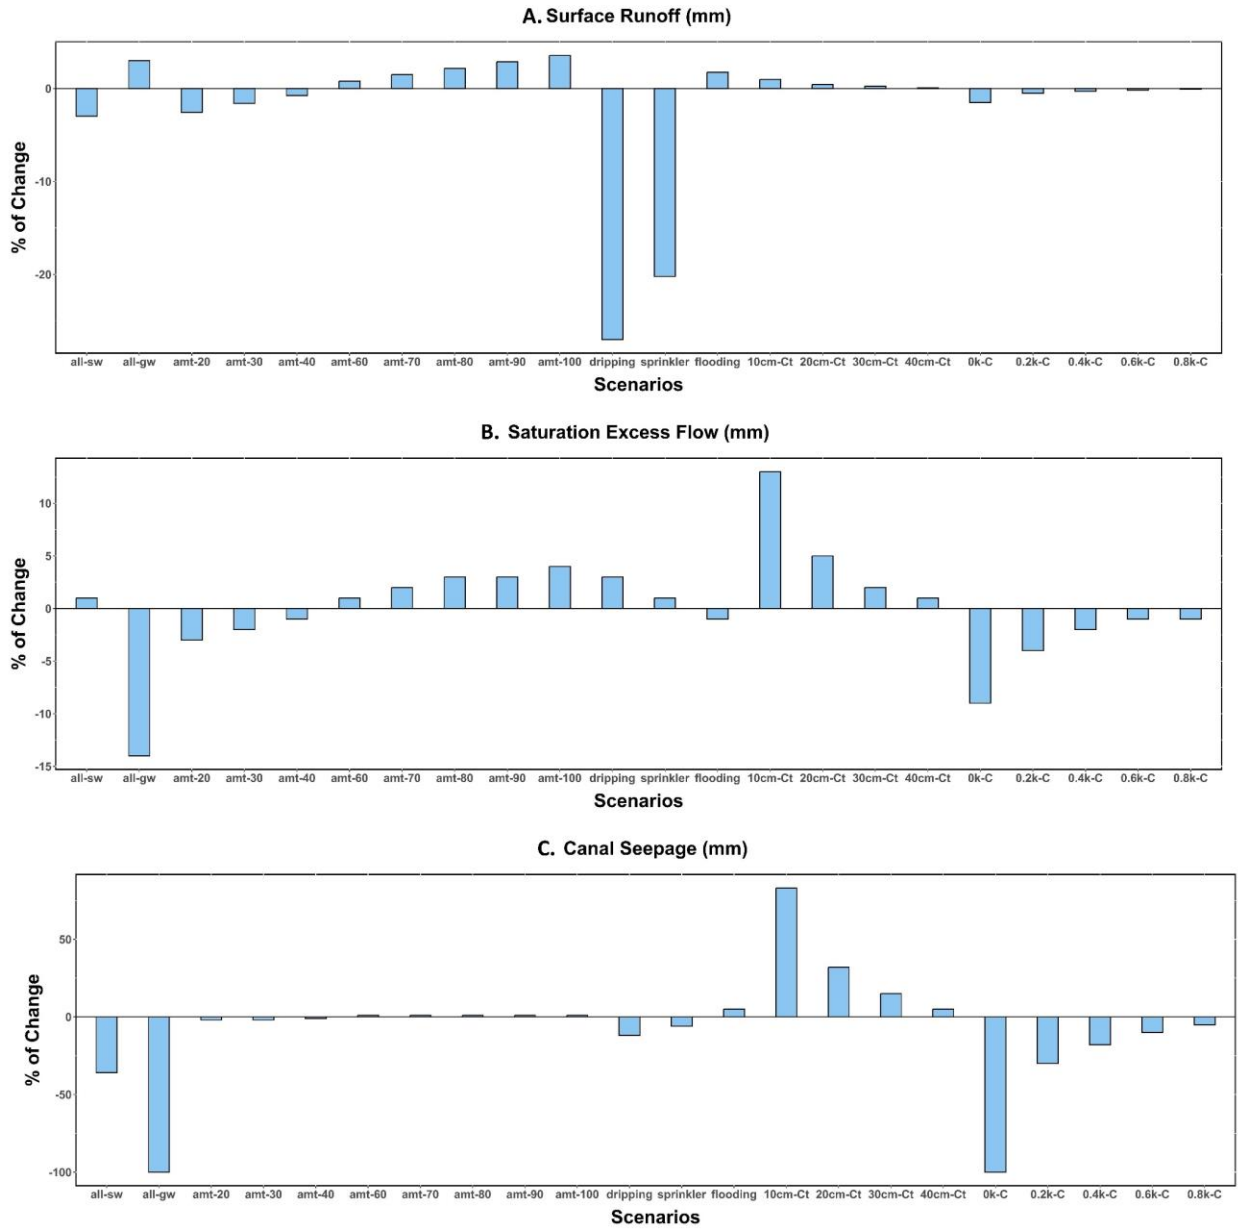 A. Surface Runoff (mm)
% of Change
0
-10
-20
all-sw all-gw amt-20 amt-30 amt-40 amt-60 amt-70 amt-80 amt-90 amt-100 dripping sprinkler flooding 10cm-Ct 20cm-Ct 30cm-Ct 40cm-Ct 0k-C 0.2k-C 0.4k-C 0.6k-C 0.8k-C
Scenarios
B. Saturation Excess Flow (mm)
% of Change
10
5
0
-5
-10
-15
all-sw all-gw amt-20 amt-30 amt-40 amt-60 amt-70 amt-80 amt-90 amt-100 dripping sprinkler flooding 10cm-Ct 20cm-Ct 30cm-Ct 40cm-Ct 0k-C 0.2k-C 0.4k-C 0.6k-C 0.8k-C
Scenarios
C. Canal Seepage (mm)
% of Change
50
0
-50
-100
all-sw all-gw amt-20 amt-30 amt-40 amt-60 amt-70 amt-80 amt-90 amt-100 dripping sprinkler flooding 10cm-Ct 20cm-Ct 30cm-Ct 40cm-Ct 0k-C 0.2k-C 0.4k-C 0.6k-C 0.8k-C
Scenarios